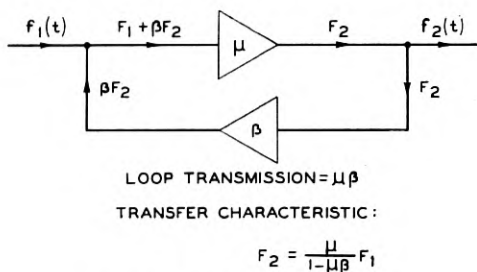 f₁(t) F₁+βF₂ μ F₂ f₂(t)
βF₂ β F₂
LOOP TRANSMISSION=μβ
TRANSFER CHARACTERISTIC:
F₂ = μ/1-μβ F₁